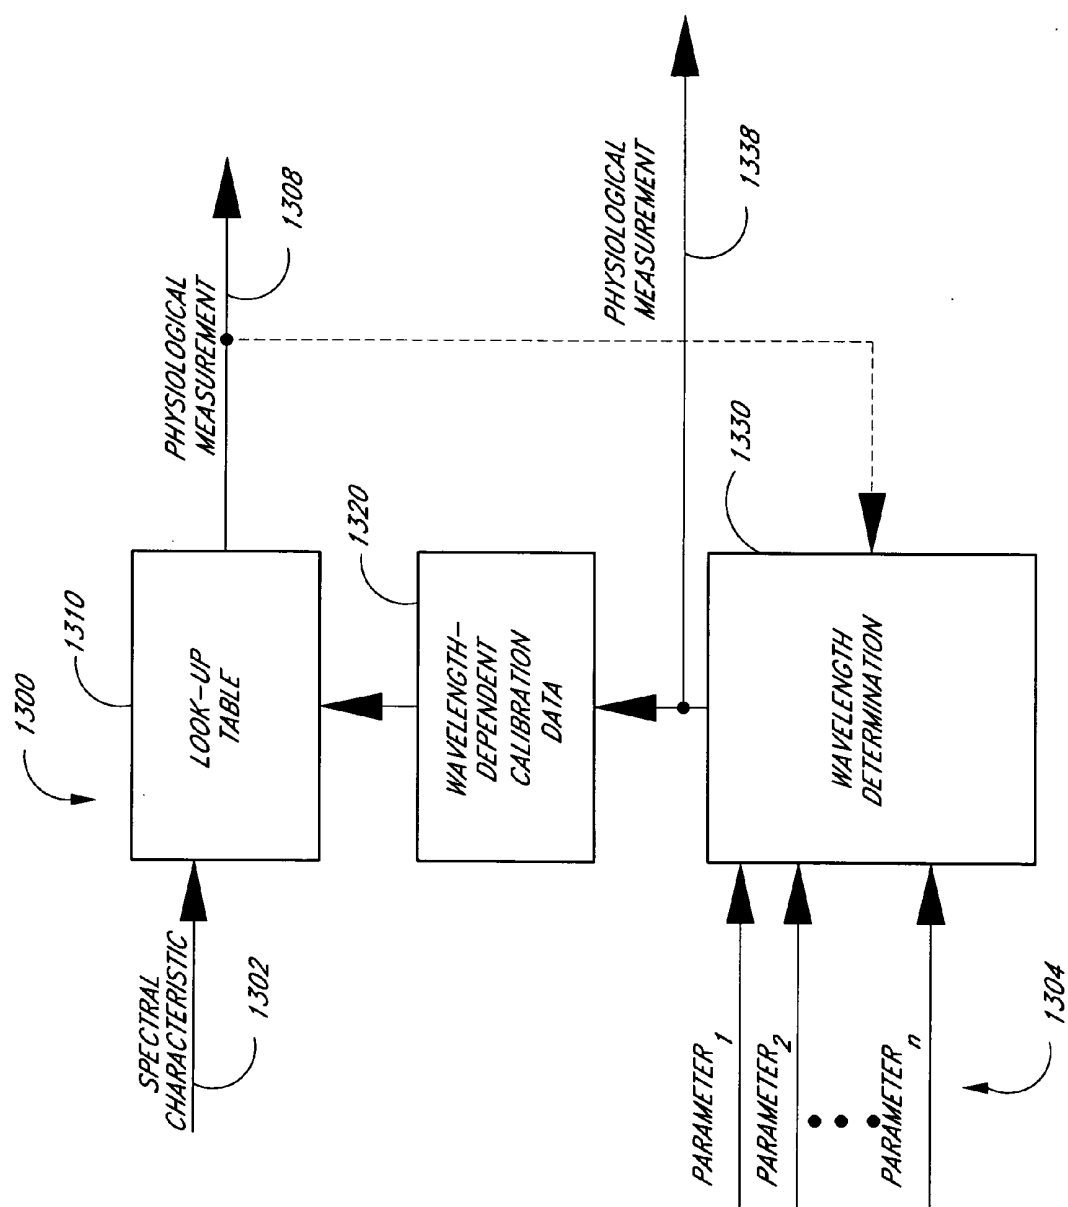 1300
1310
LOOK-UP
TABLE
SPECTRAL
CHARACTERISTIC
1302
PHYSIOLOGICAL
MEASUREMENT
1308
1320
WAVELENGTH-
DEPENDENT
CALIBRATION
DATA
PHYSIOLOGICAL
MEASUREMENT
1338
1330
WAVELENGTH
DETERMINATION
PARAMETER1
PARAMETER2
PARAMETERn
1304